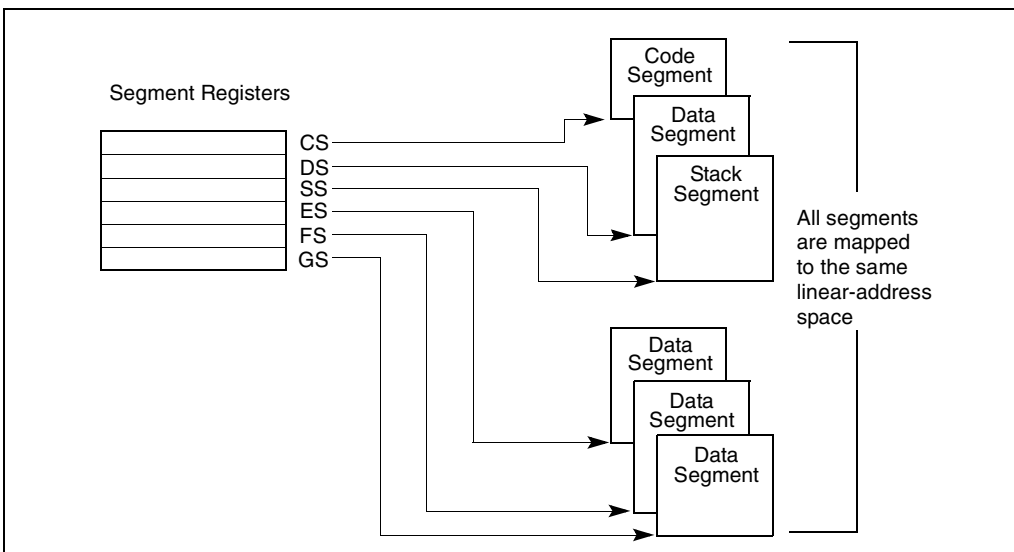 Segment Registers
CS
DS
SS
ES
FS
GS
Code
Segment
Data
Segment
Stack
Segment
Data
Segment
Data
Segment
Data
Segment
All segments
are mapped
to the same
linear-address
space